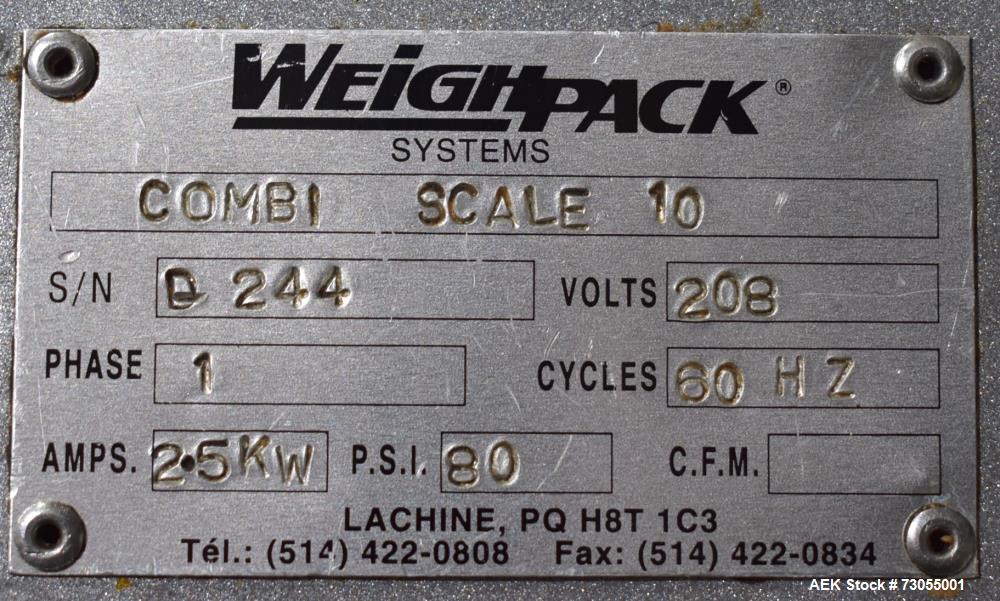 WEIGHPACK®
SYSTEMS
COMBI SCALE 10
S/N D 244 VOLTS 208
PHASE 1 CYCLES 60 HZ
AMPS. 2.5KW P.S.I. 80 C.F.M.
LACHINE, PQ H8T 1C3
Tél.: (514) 422-0808 Fax: (514) 422-0834
AEK Stock # 73055001